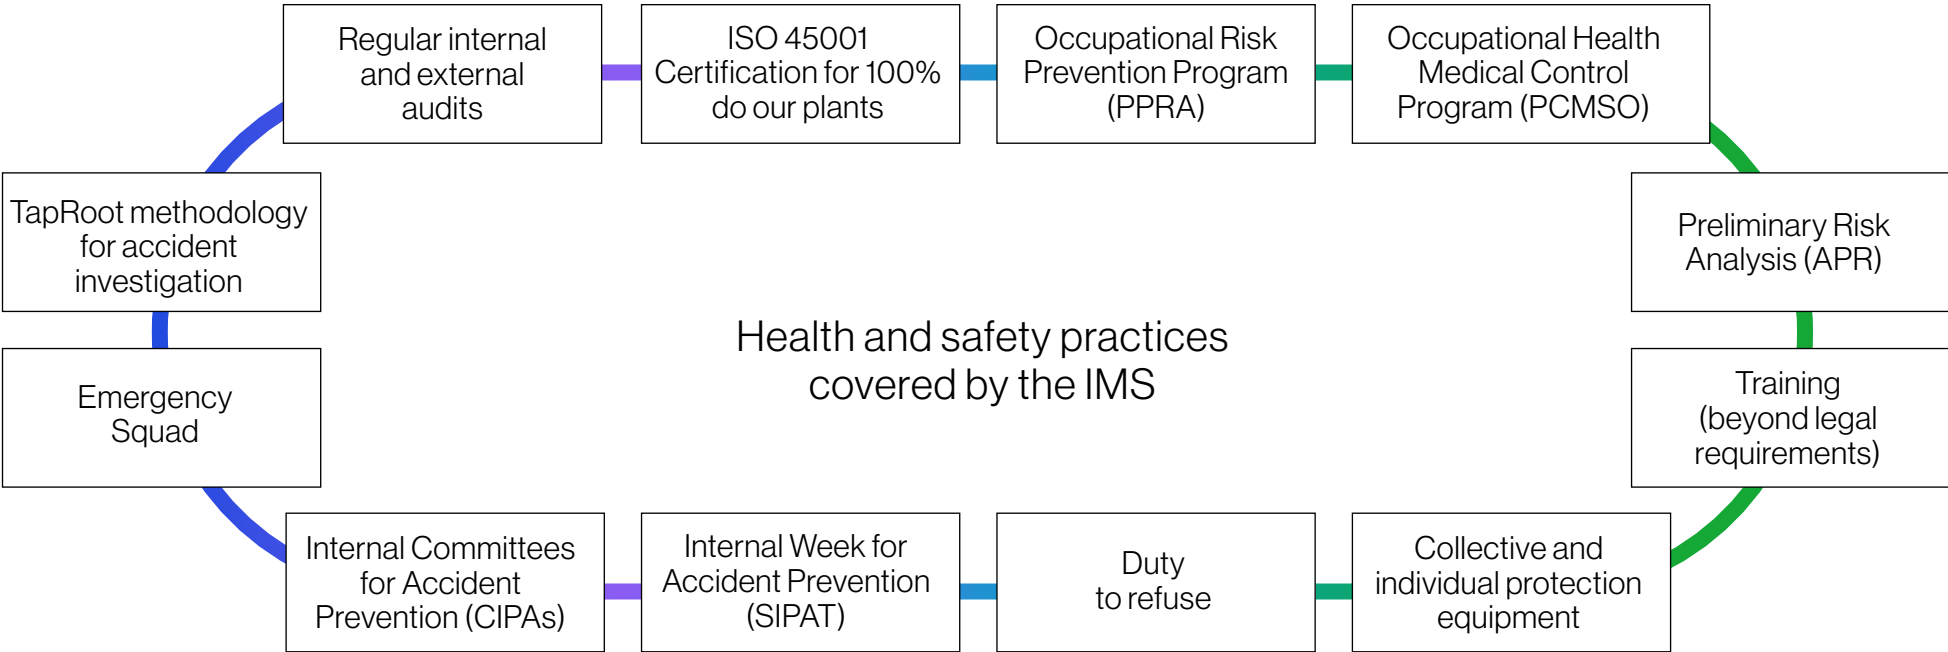 Regular internal
and external
audits
ISO 45001
Certification for 100%
do our plants
Occupational Risk
Prevention Program
(PPRA)
Occupational Health
Medical Control
Program (PCMSO)
TapRoot methodology
for accident
investigation
Preliminary Risk
Analysis (APR)
Health and safety practices
covered by the IMS
Emergency
Squad
Training
(beyond legal
requirements)
Internal Committees
for Accident
Prevention (CIPAs)
Internal Week for
Accident Prevention
(SIPAT)
Duty
to refuse
Collective and
individual protection
equipment